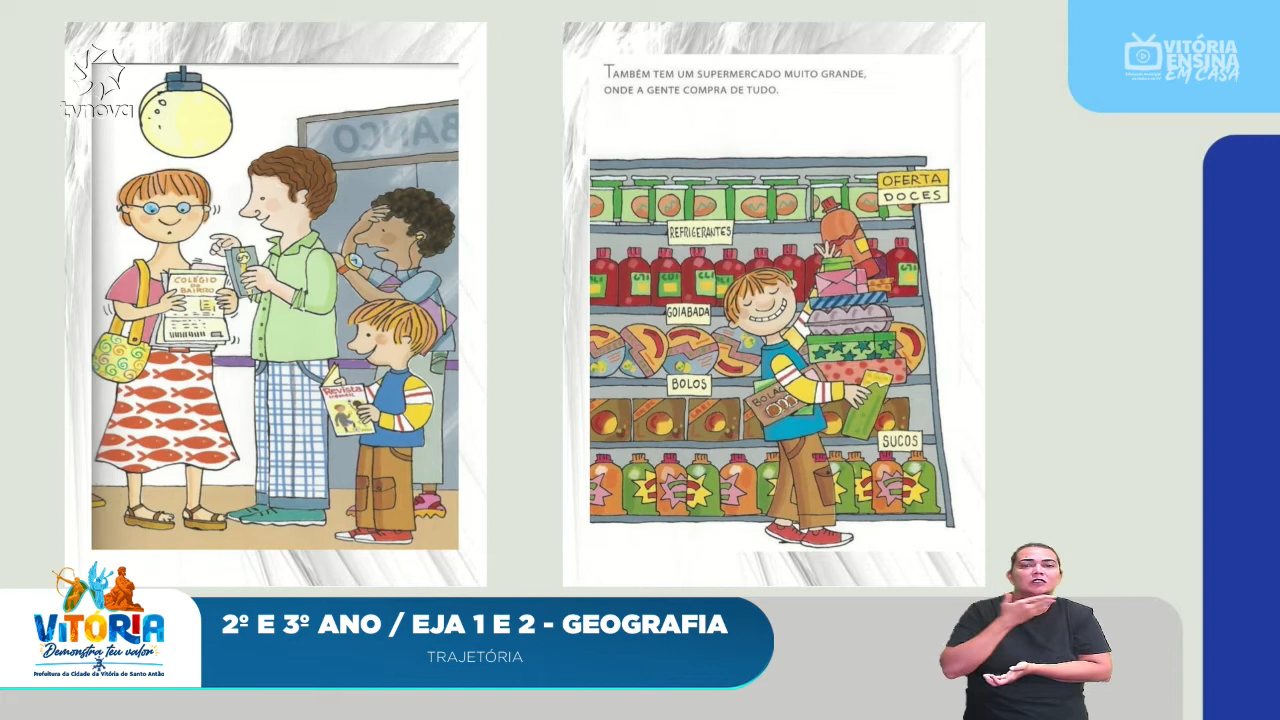 tvnova
BANCO
COLÉGIO
DO
BAIRRO
Revista
TAMBÉM TEM UM SUPERMERCADO MUITO GRANDE,
ONDE A GENTE COMPRA DE TUDO.
OFERTA
DOCES
REFRIGERANTES
GOIABADA
BOLOS
BOLA
SUCOS
VITÓRIA
ENSINA
EM CASA
ViTÓRiA
Demonstra teu valor
Prefeitura da Cidade da Vitória de Santo Antão
2º E 3º ANO / EJA 1 E 2 - GEOGRAFIA
TRAJETÓRIA